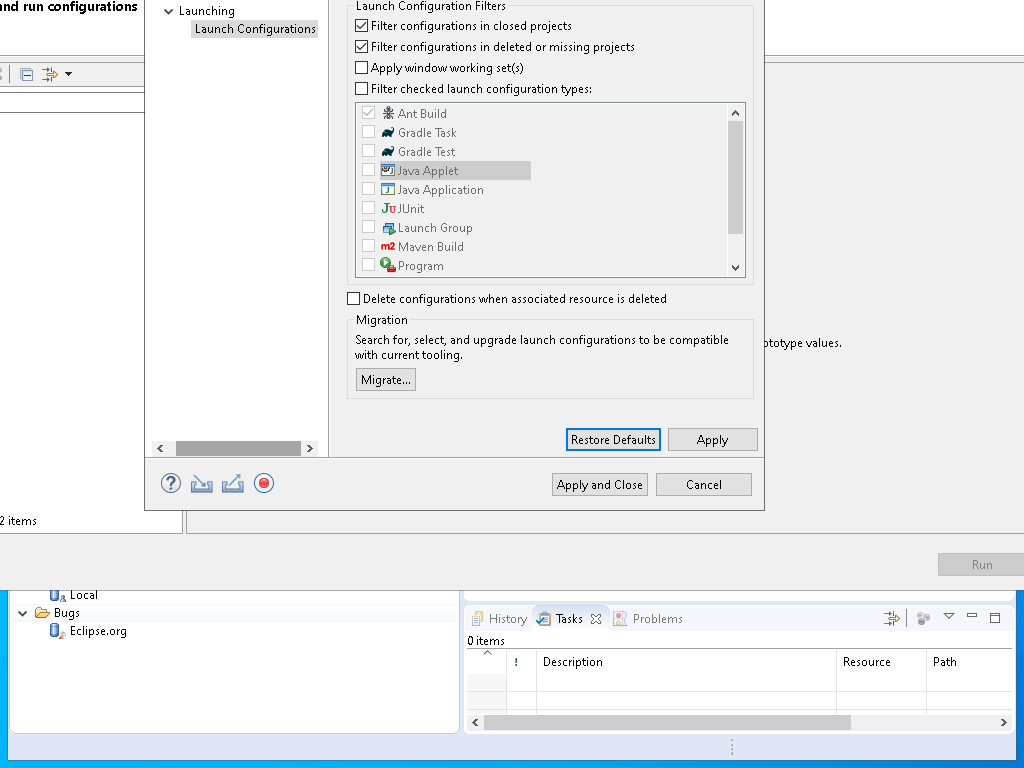 and run configurations
Launching
Launch Configurations
Launch Configuration Filters
Filter configurations in closed projects
Filter configurations in deleted or missing projects
Apply window working set(s)
Filter checked launch configuration types:
Ant Build
Gradle Task
Gradle Test
Java Applet
Java Application
Ju JUnit
Launch Group
m2 Maven Build
Program
Delete configurations when associated resource is deleted
Migration
Search for, select, and upgrade launch configurations to be compatible
with current tooling.
Migrate...
ototype values.
Restore Defaults
Apply
Apply and Close
Cancel
2 items
Run
Local
Bugs
Eclipse.org
History
Tasks
Problems
0 items
!
Description
Resource
Path